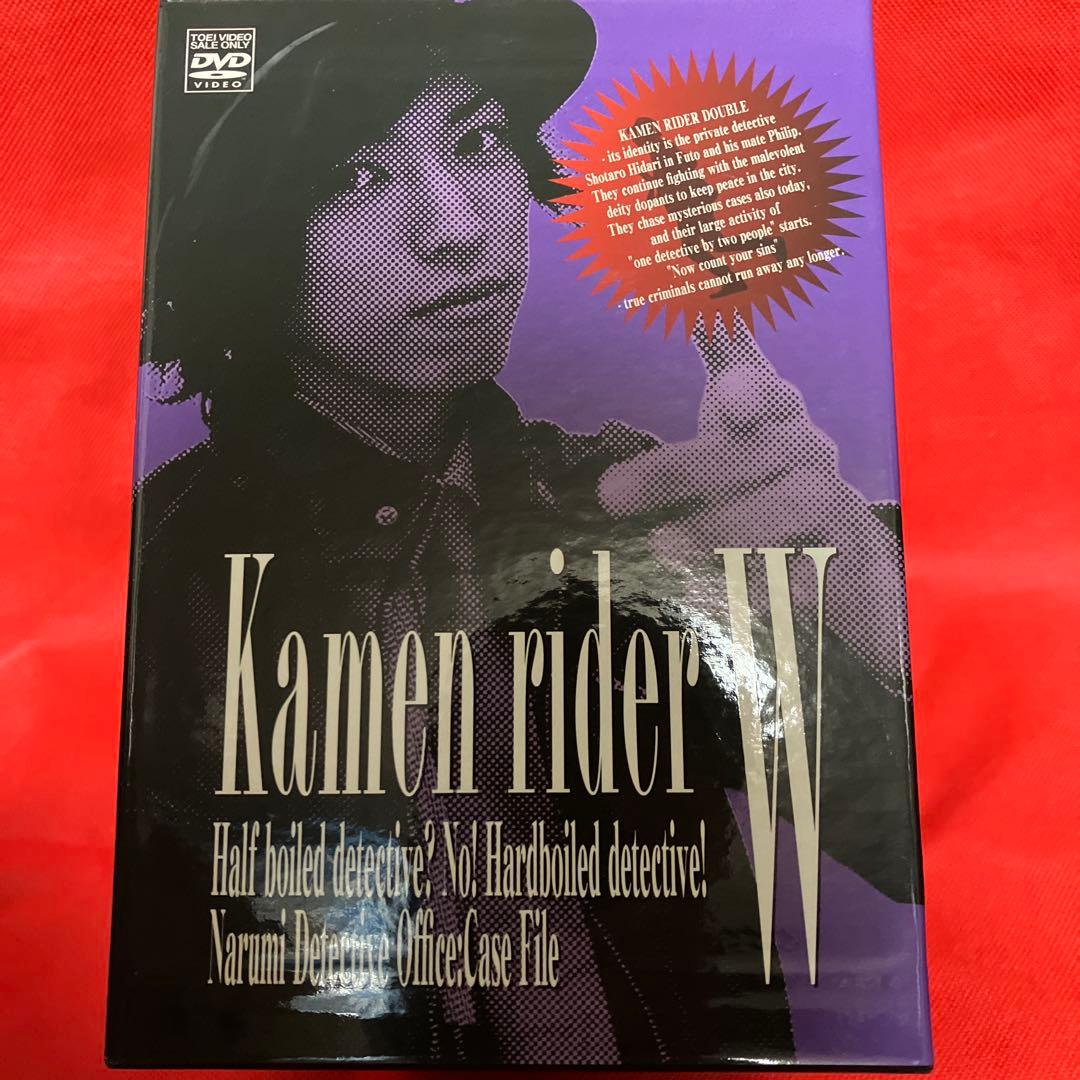 TOEI VIDEO
SALE ONLY
DVD
VIDEO
KAMEN RIDER DOUBLE
- its identity is the private detective
Shotaro Hidari in Futo and his mate Philip.
They continue fighting with the malevolent
deity dopants to keep peace in the city.
They chase mysterious cases also today,
and their large activity of
"one detective by two people" starts.
"Now count your sins"
- true criminals cannot run away any longer.
Kamen rider W
Half boiled detective? No! Hardboiled detective!
Narumi Detective Office:Case File